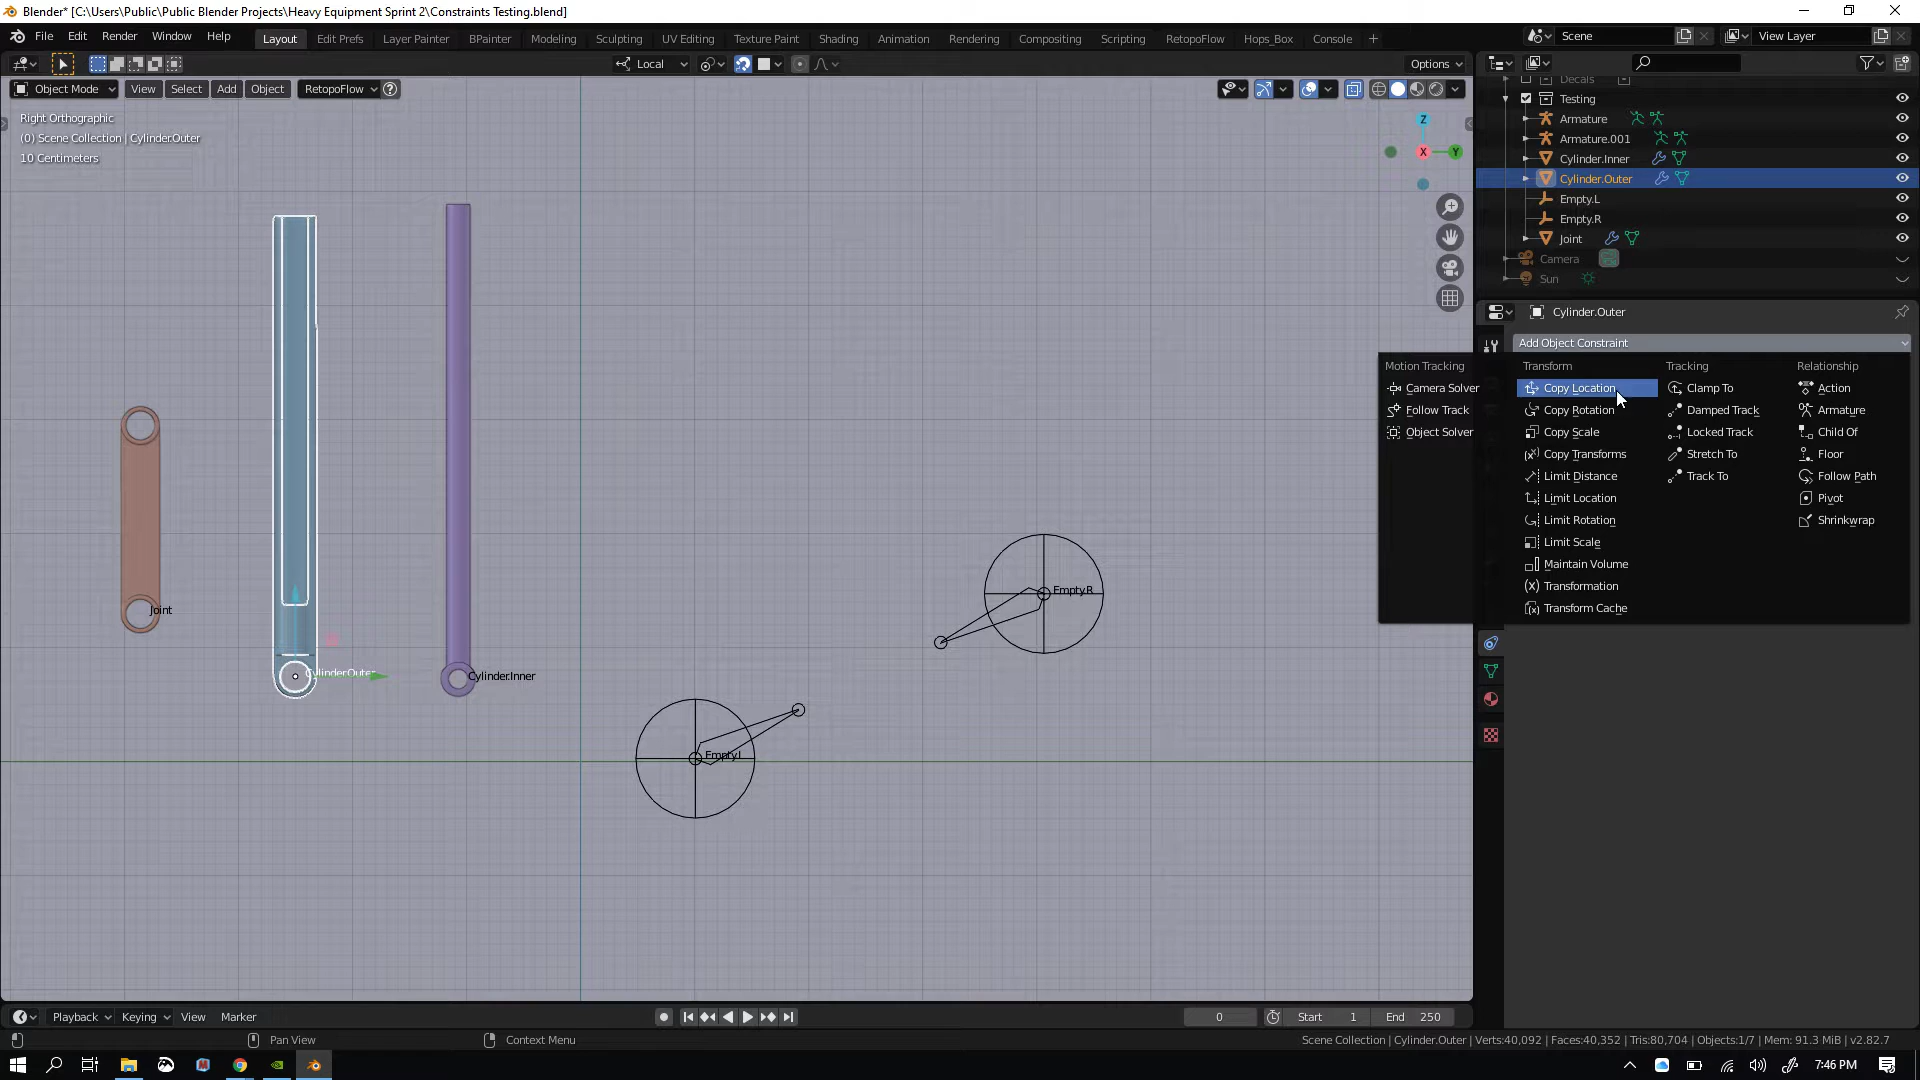 Blender* [C:\Users\Public\Public Blender Projects\Heavy Equipment Sprint 2\Constraints Testing.blend]
File Edit Render Window Help Layout Edit Prefs Layer Painter BPainter Modeling Sculpting UV Editing Texture Paint Shading Animation Rendering Compositing Scripting RetopoFlow Hops_Box Console + Scene View Layer
Local Options
Object Mode View Select Add Object RetopoFlow ?
Right Orthographic
(0) Scene Collection | Cylinder.Outer
10 Centimeters
Z
X
Y
Joint
Cylinder.Outer
Cylinder.Inner
Empty.R
Empty.L
Decals
Testing
Armature
Armature.001
Cylinder.Inner
Cylinder.Outer
Empty.L
Empty.R
Joint
Camera
Sun
Cylinder.Outer
Add Object Constraint
Motion Tracking Transform Tracking Relationship
Camera Solver Copy Location Clamp To Action
Follow Track Copy Rotation Damped Track Armature
Object Solver Copy Scale Locked Track Child Of
Copy Transforms Stretch To Floor
Limit Distance Track To Follow Path
Limit Location Pivot
Limit Rotation Shrinkwrap
Limit Scale
Maintain Volume
Transformation
Transform Cache
Playback Keying View Marker 0 Start 1 End 250
Pan View Context Menu Scene Collection | Cylinder.Outer | Verts:40,092 | Faces:40,352 | Tris:80,704 | Objects:1/7 | Mem: 91.3 MiB | v2.82.7
7:46 PM